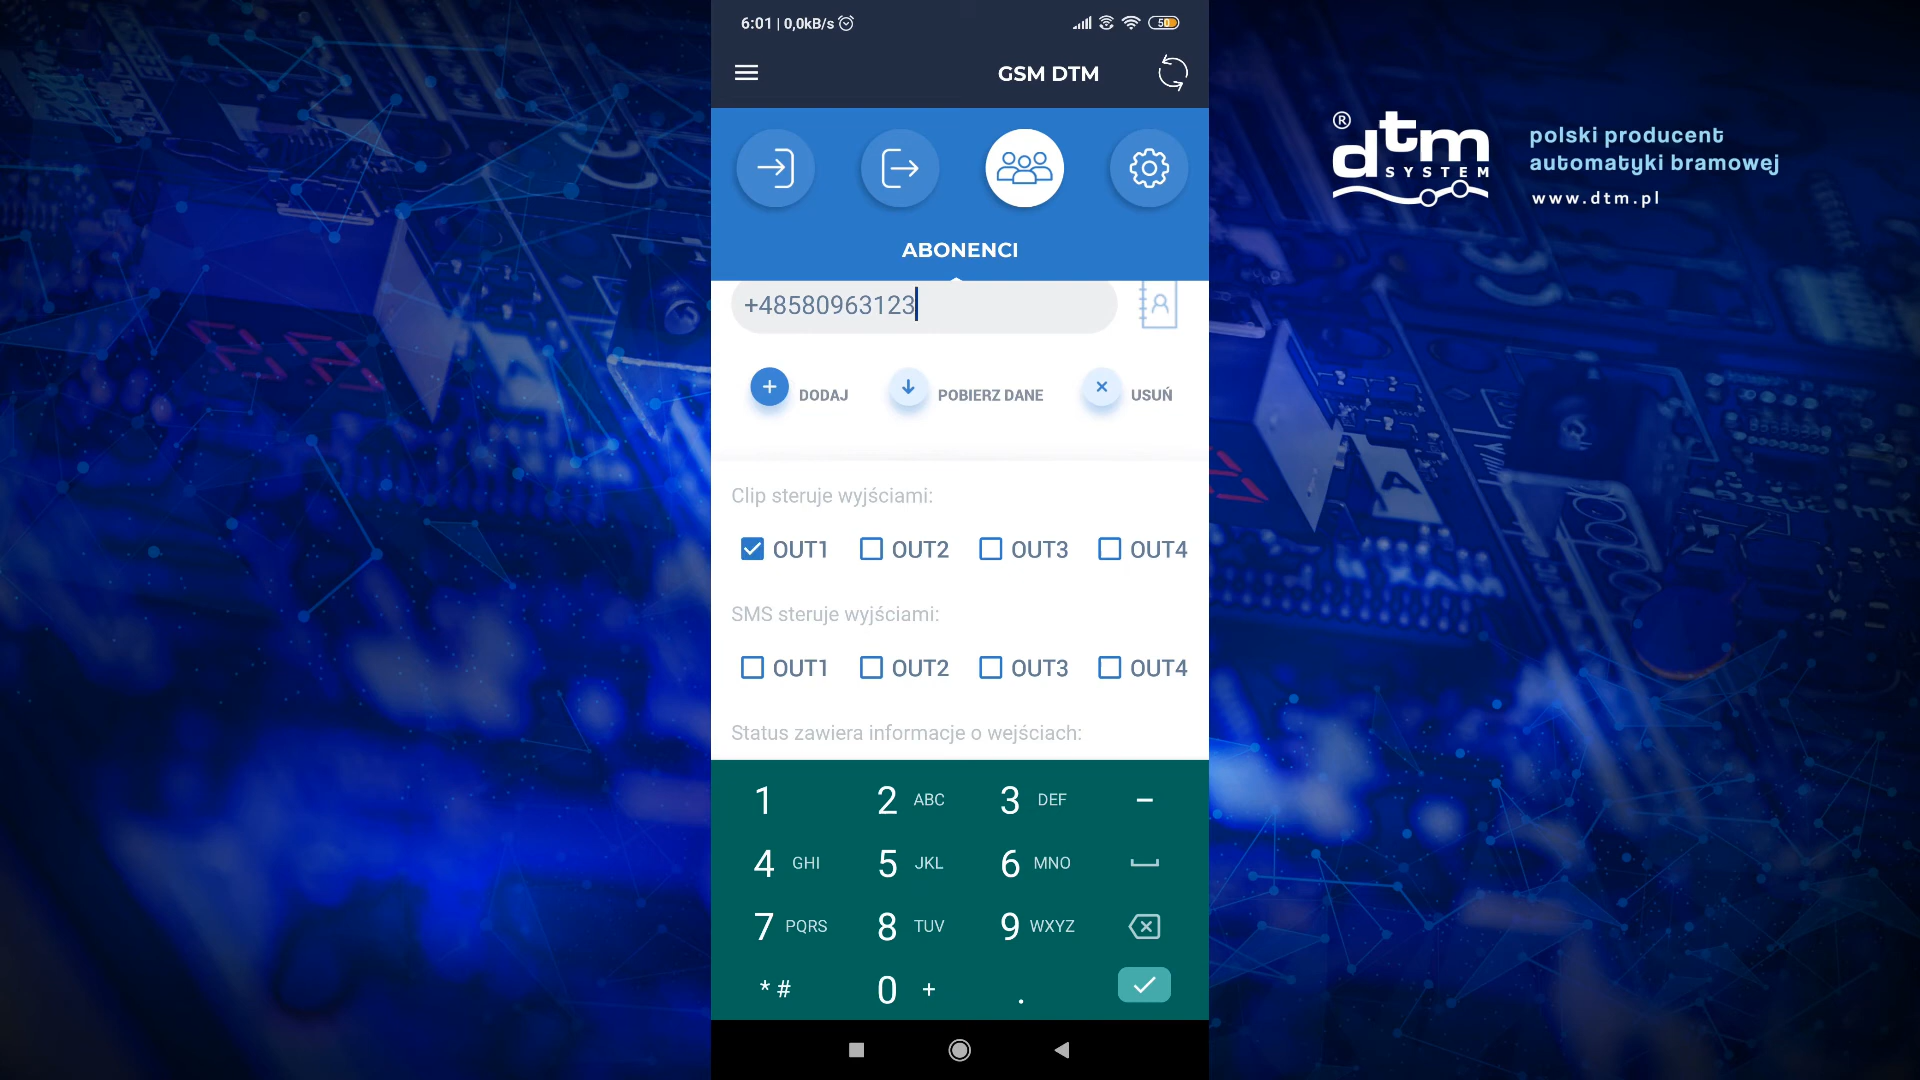 6:01 | 0,0kB/s
50
GSM DTM
® dtm
SYSTEM
polski producent
automatyki bramowej
www.dtm.pl
ABONENCI
+48580963123
DODAJ
POBIERZ DANE
USUŃ
Clip steruje wyjściami:
OUT1 OUT2 OUT3 OUT4
SMS steruje wyjściami:
OUT1 OUT2 OUT3 OUT4
Status zawiera informacje o wejściach:
1 2 ABC 3 DEF –
4 GHI 5 JKL 6 MNO
7 PQRS 8 TUV 9 WXYZ
* # 0 + .